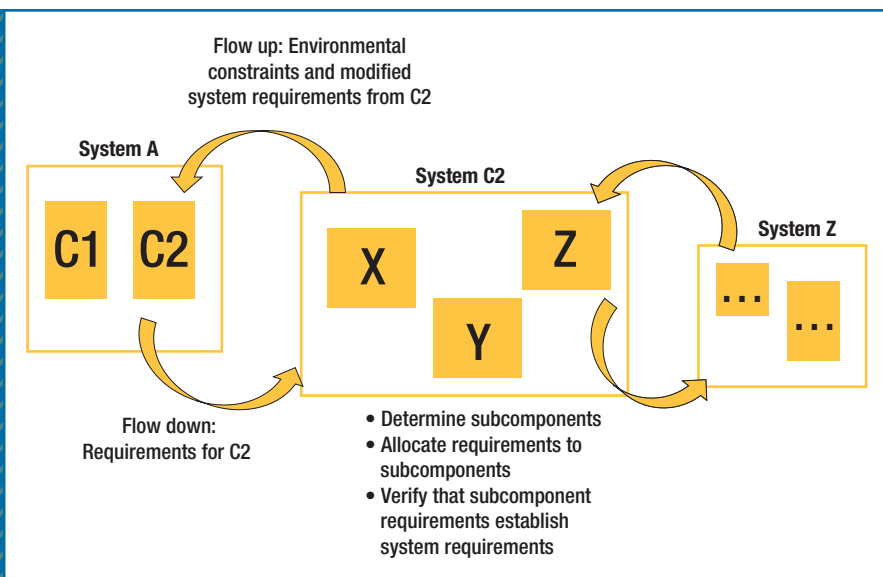 Flow up: Environmental
constraints and modified
system requirements from C2
System A
System C2
System Z
C1
C2
X
Y
Z
...
...
Flow down:
Requirements for C2
• Determine subcomponents
• Allocate requirements to
subcomponents
• Verify that subcomponent
requirements establish
system requirements